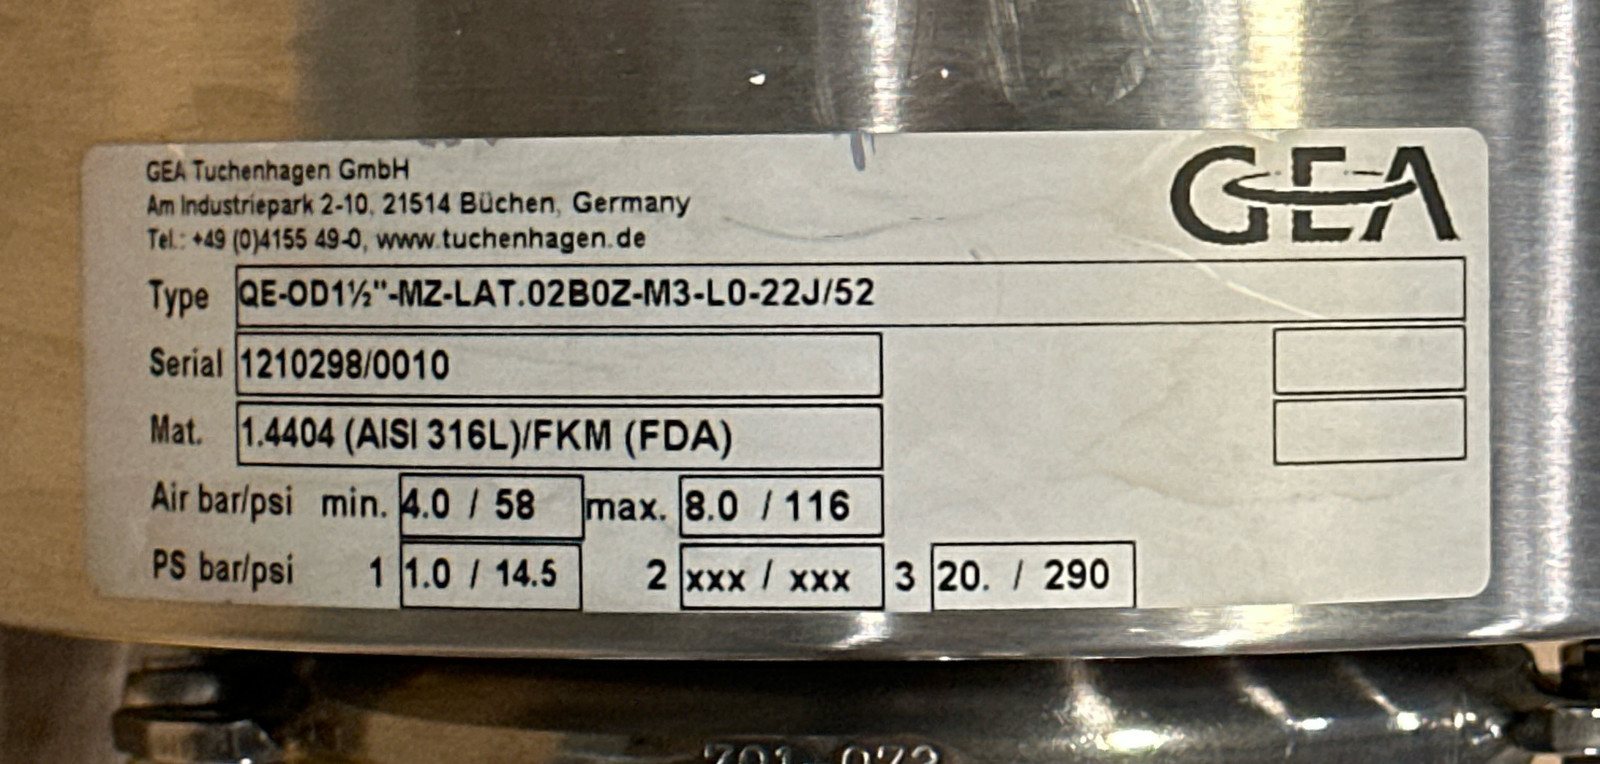 GEA Tuchenhagen GmbH
Am Industriepark 2-10, 21514 Büchen, Germany
Tel.: +49 (0)4155 49-0, www.tuchenhagen.de
GEA
Type QE-OD1½"-MZ-LAT.02B0Z-M3-L0-22J/52
Serial 1210298/0010
Mat. 1.4404 (AISI 316L)/FKM (FDA)
Air bar/psi min. 4.0 / 58 max. 8.0 / 116
PS bar/psi 1 1.0 / 14.5 2 xxx / xxx 3 20. / 290